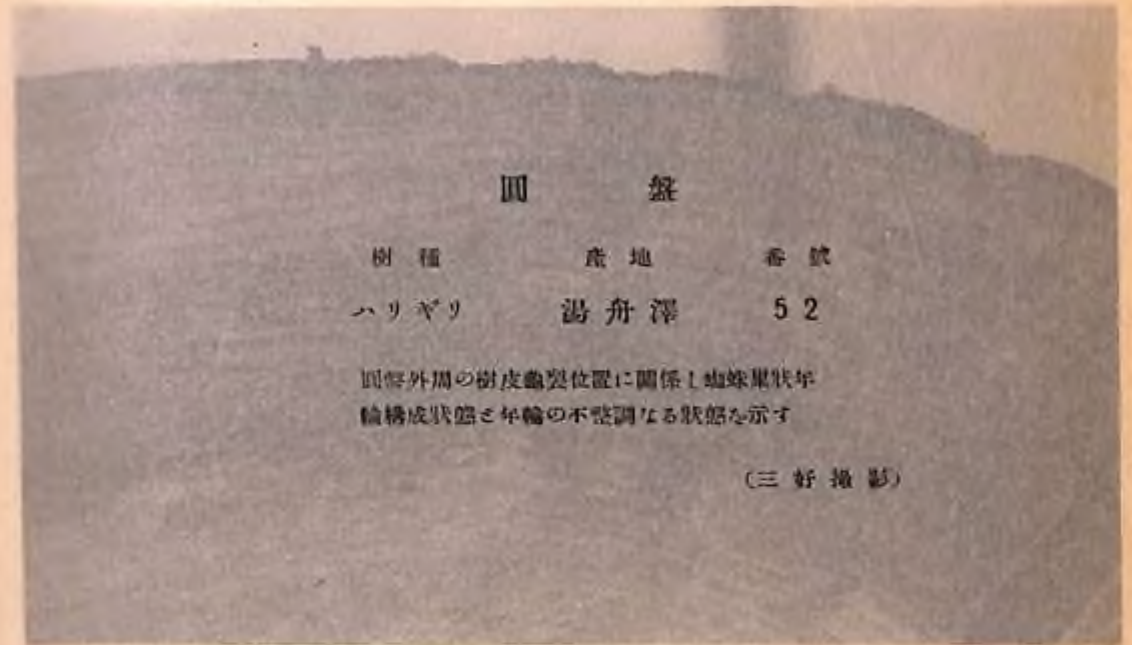 圓 盤
樹種 產地 番號
ハリギリ 湯舟澤 52
圓盤外周の樹皮龜裂位置に關係し蜘蛛巢狀年
輪構成狀態と年輪の不整調なる狀態を示す
(三好撮影)